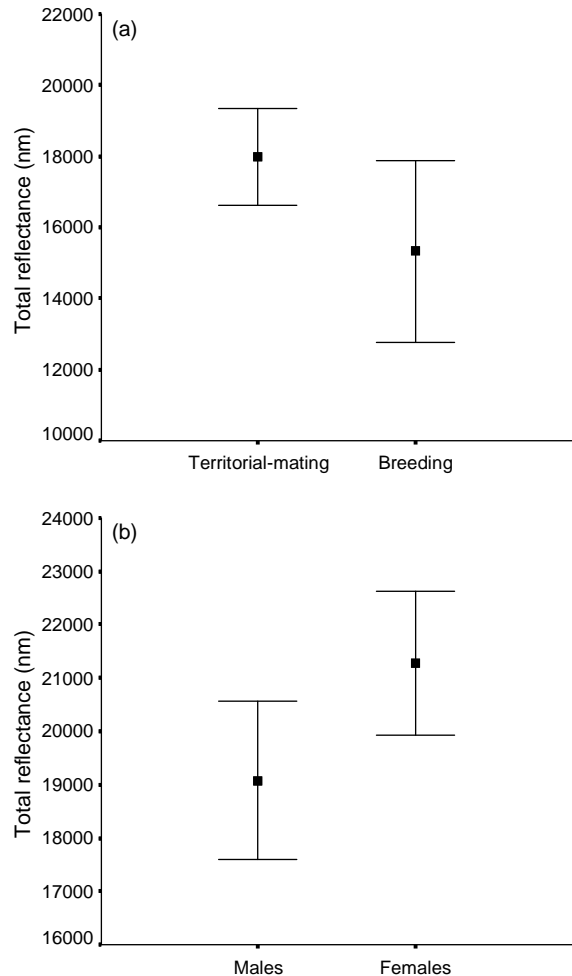 (a)
Total reflectance (nm)
22000
20000
18000
16000
14000
12000
10000
Territorial-mating Breeding
(b)
Total reflectance (nm)
24000
23000
22000
21000
20000
19000
18000
17000
16000
Males Females